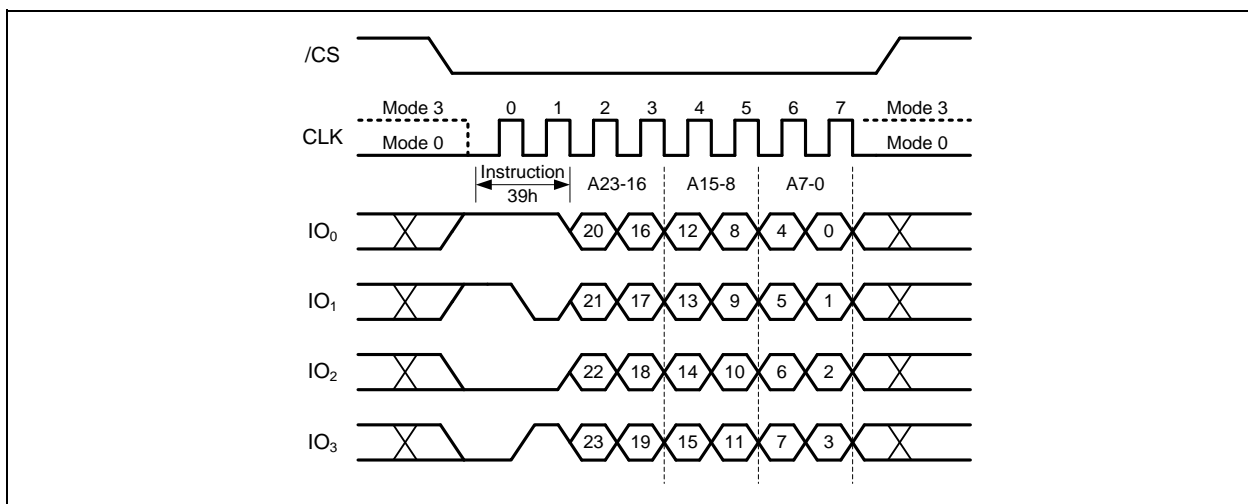 /CS
Mode 3 0 1 2 3 4 5 6 7 Mode 3
CLK
Mode 0 Mode 0
Instruction A23-16 A15-8 A7-0
39h
IO0 20 16 12 8 4 0
IO1 21 17 13 9 5 1
IO2 22 18 14 10 6 2
IO3 23 19 15 11 7 3